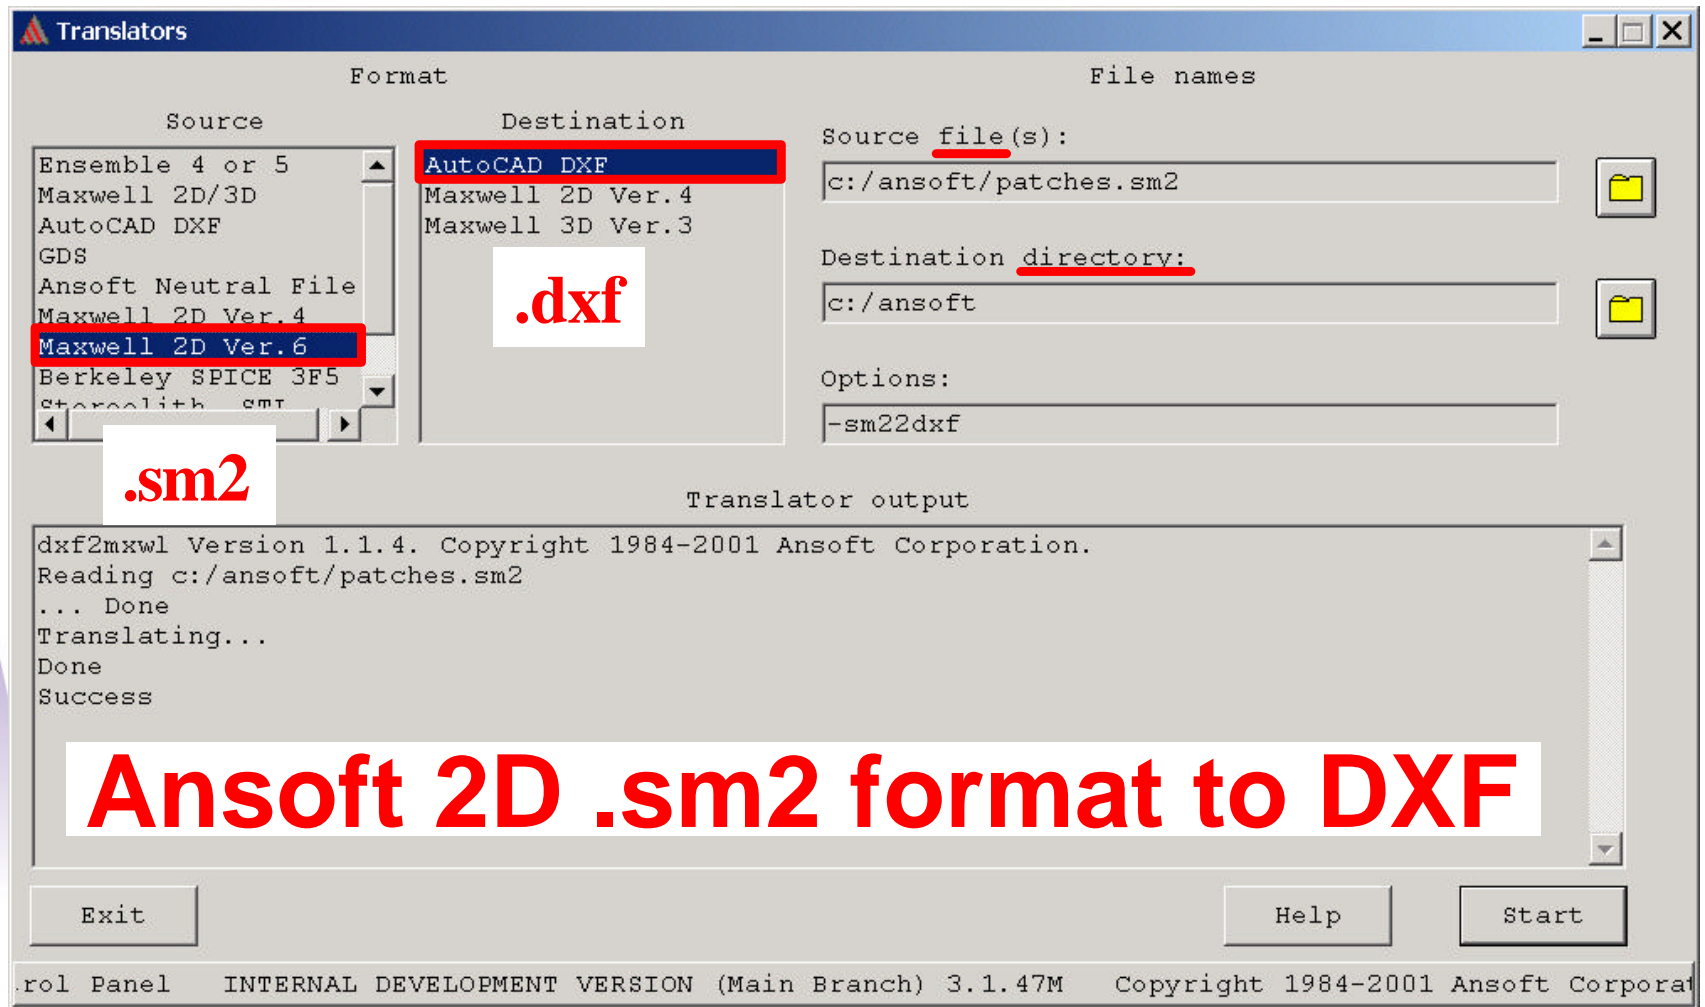 Translators
Format
Source
Destination
Ensemble 4 or 5
Maxwell 2D/3D
AutoCAD DXF
GDS
Ansoft Neutral File
Maxwell 2D Ver.4
Maxwell 2D Ver.6
Berkeley SPICE 3F5
.sm2
AutoCAD DXF
Maxwell 2D Ver.4
Maxwell 3D Ver.3
.dxf
File names
Source file(s):
c:/ansoft/patches.sm2
Destination directory:
c:/ansoft
Options:
-sm22dxf
Translator output
dxf2mxwl Version 1.1.4. Copyright 1984-2001 Ansoft Corporation.
Reading c:/ansoft/patches.sm2
... Done
Translating...
Done
Success
Ansoft 2D .sm2 format to DXF
Exit
Help
Start
rol Panel INTERNAL DEVELOPMENT VERSION (Main Branch) 3.1.47M Copyright 1984-2001 Ansoft Corporat